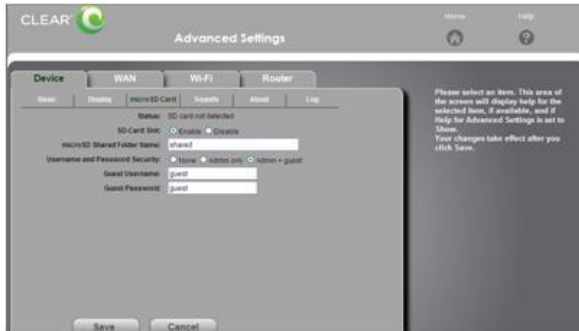 CLEAR
Home
Help
Advanced Settings
Device WAN Wi-Fi Router
Basic Display microSD Card Sounds About Log
Status: SD card not detected
SD-Card Slot: Enable Disable
microSD Shared Folder Name: shared
Username and Password Security: None Admin only Admin + guest
Guest Username: guest
Guest Password: guest
Save Cancel
Please select an item. This area of
the screen will display help for the
selected item, if available, and if
Help for Advanced Settings is set to
Show.
Your changes take effect after you
click Save.